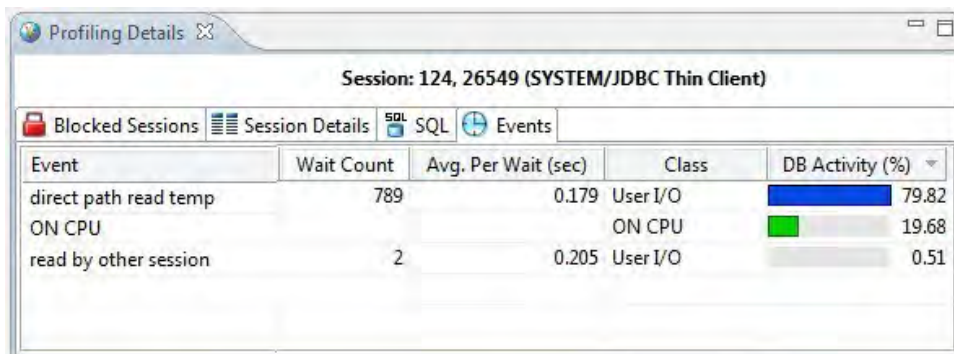 Profiling Details
Session: 124, 26549 (SYSTEM/JDBC Thin Client)
Blocked Sessions Session Details SQL SQL Events
Event Wait Count Avg. Per Wait (sec) Class DB Activity (%)
direct path read temp 789 0.179 User I/O 79.82
ON CPU ON CPU 19.68
read by other session 2 0.205 User I/O 0.51